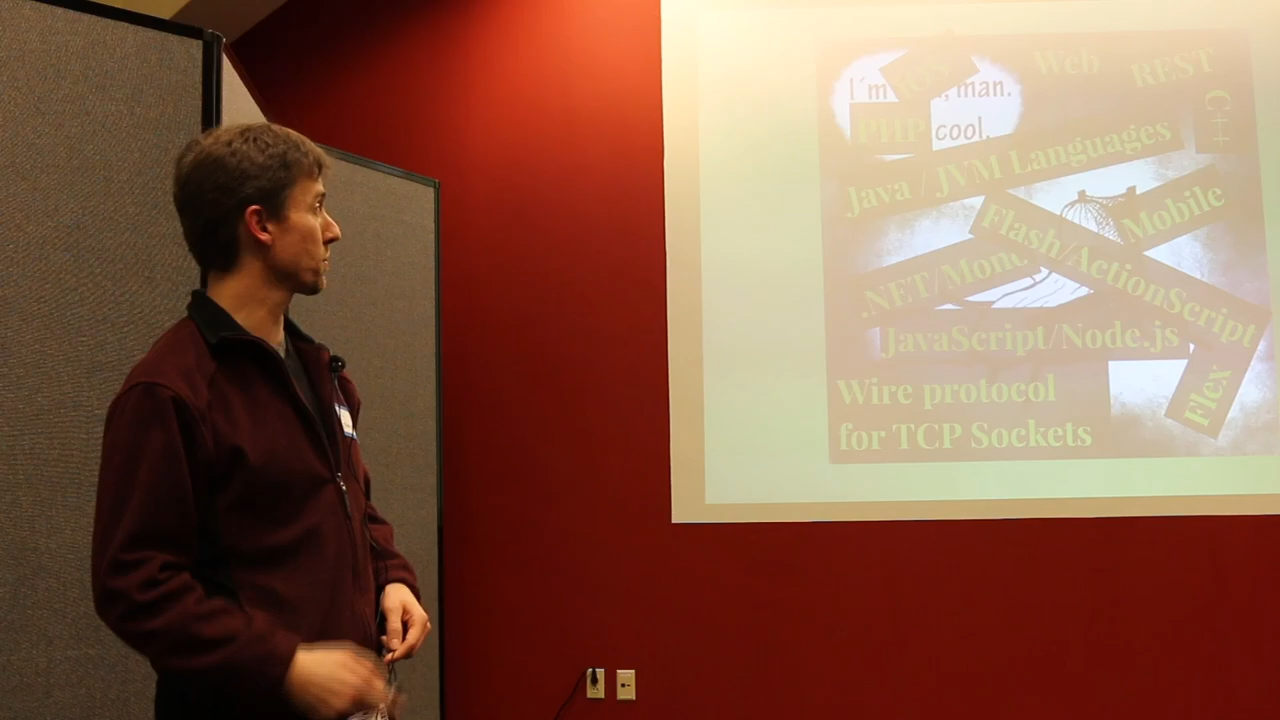 iOS
Web
REST
C++
I'm
, man.
PHP
cool.
Java / JVM Languages
Mobile
Flash/ActionScript
.NET/Mono
JavaScript/Node.js
Flex
Wire protocol
for TCP Sockets